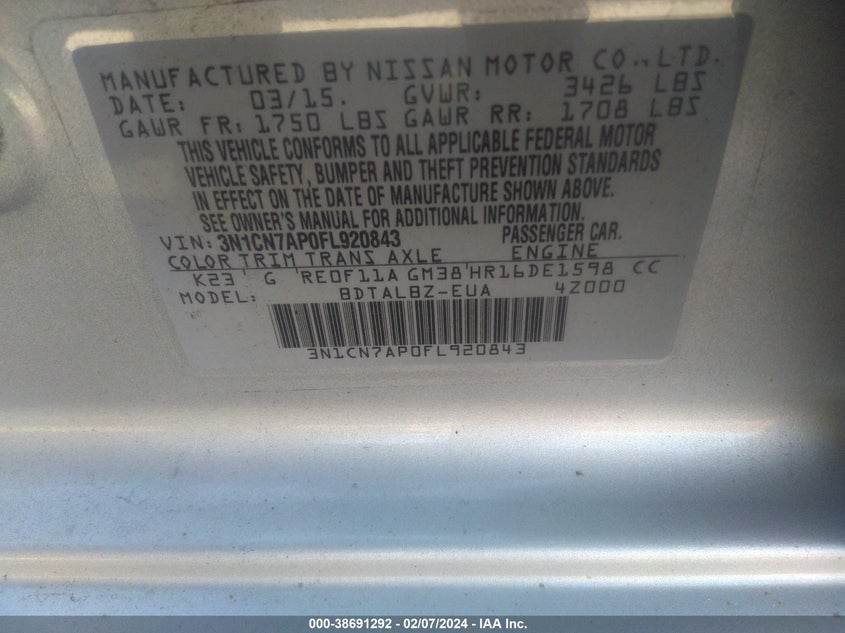 MANUFACTURED BY NISSAN MOTOR CO., LTD.
DATE: 03/15. GVWR: 3426 LBS
GAWR FR: 1750 LBS GAWR RR: 1708 LBS
THIS VEHICLE CONFORMS TO ALL APPLICABLE FEDERAL MOTOR
VEHICLE SAFETY, BUMPER AND THEFT PREVENTION STANDARDS
IN EFFECT ON THE DATE OF MANUFACTURE SHOWN ABOVE.
SEE OWNER'S MANUAL FOR ADDITIONAL INFORMATION.
VIN: 3N1CN7AP0FL920843 PASSENGER CAR.
COLOR TRIM TRANS AXLE ENGINE
K23' G 'RE0F11A GM38'HR16DE1598 CC
MODEL: BDTALBZ-EUA 4Z000
3N1CN7AP0FL920843
000-38691292 - 02/07/2024 - IAA Inc.